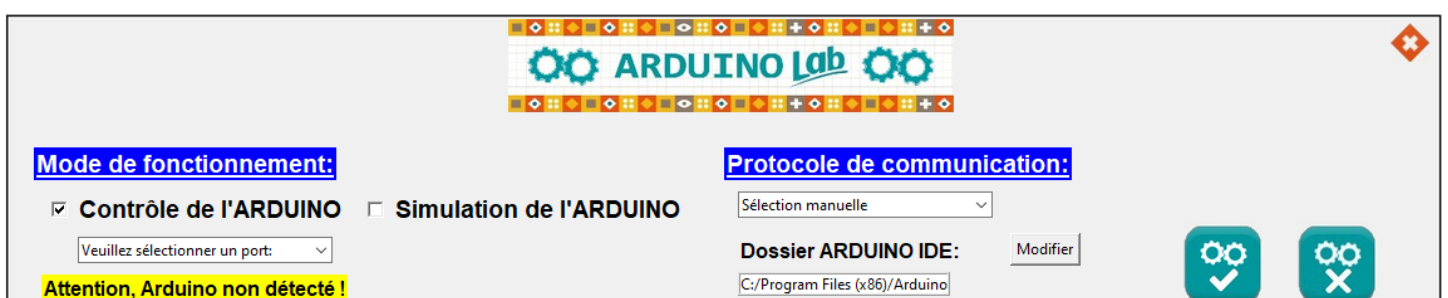 ARDUINO Lab
Mode de fonctionnement:
Contrôle de l'ARDUINO
Simulation de l'ARDUINO
Veuillez sélectionner un port:
Attention, Arduino non détecté !
Protocole de communication:
Sélection manuelle
Dossier ARDUINO IDE:
Modifier
C:/Program Files (x86)/Arduino